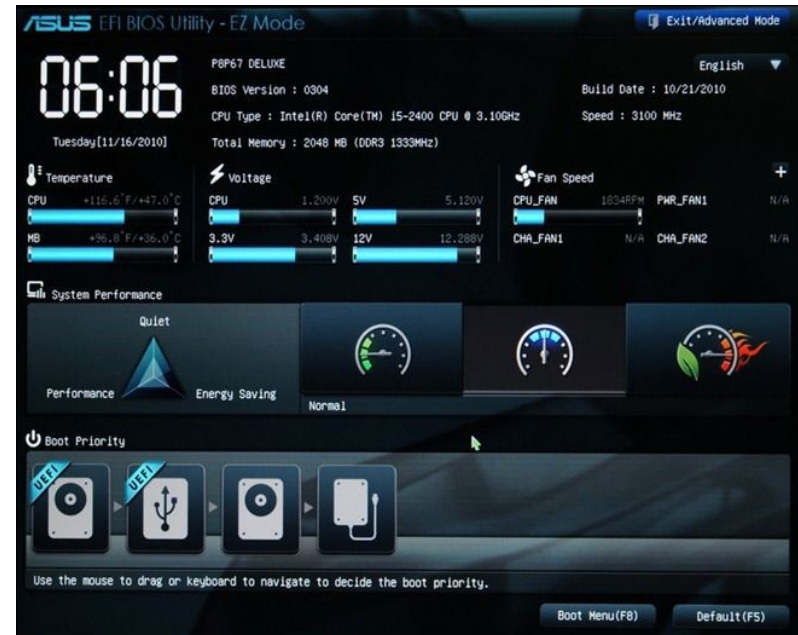 ASUS EFI BIOS Utility - EZ Mode
Exit/Advanced Mode
06:06
Tuesday[11/16/2010]
P8P67 DELUXE
English
BIOS Version : 0304
Build Date : 10/21/2010
CPU Type : Intel(R) Core(TM) i5-2400 CPU @ 3.10GHz
Speed : 3100 MHz
Total Memory : 2048 MB (DDR3 1333MHz)
Temperature
CPU +116.6°F/+47.0°C
MB +96.8°F/+36.0°C
Voltage
CPU 1.200V 5V 5.120V
3.3V 3.408V 12V 12.288V
Fan Speed
CPU_FAN 1834RPM PWR_FAN1 N/A
CHA_FAN1 N/A CHA_FAN2 N/A
System Performance
Quiet
Performance Energy Saving
Normal
Boot Priority
UEFI UEFI
Use the mouse to drag or keyboard to navigate to decide the boot priority.
Boot Menu(F8) Default(F5)